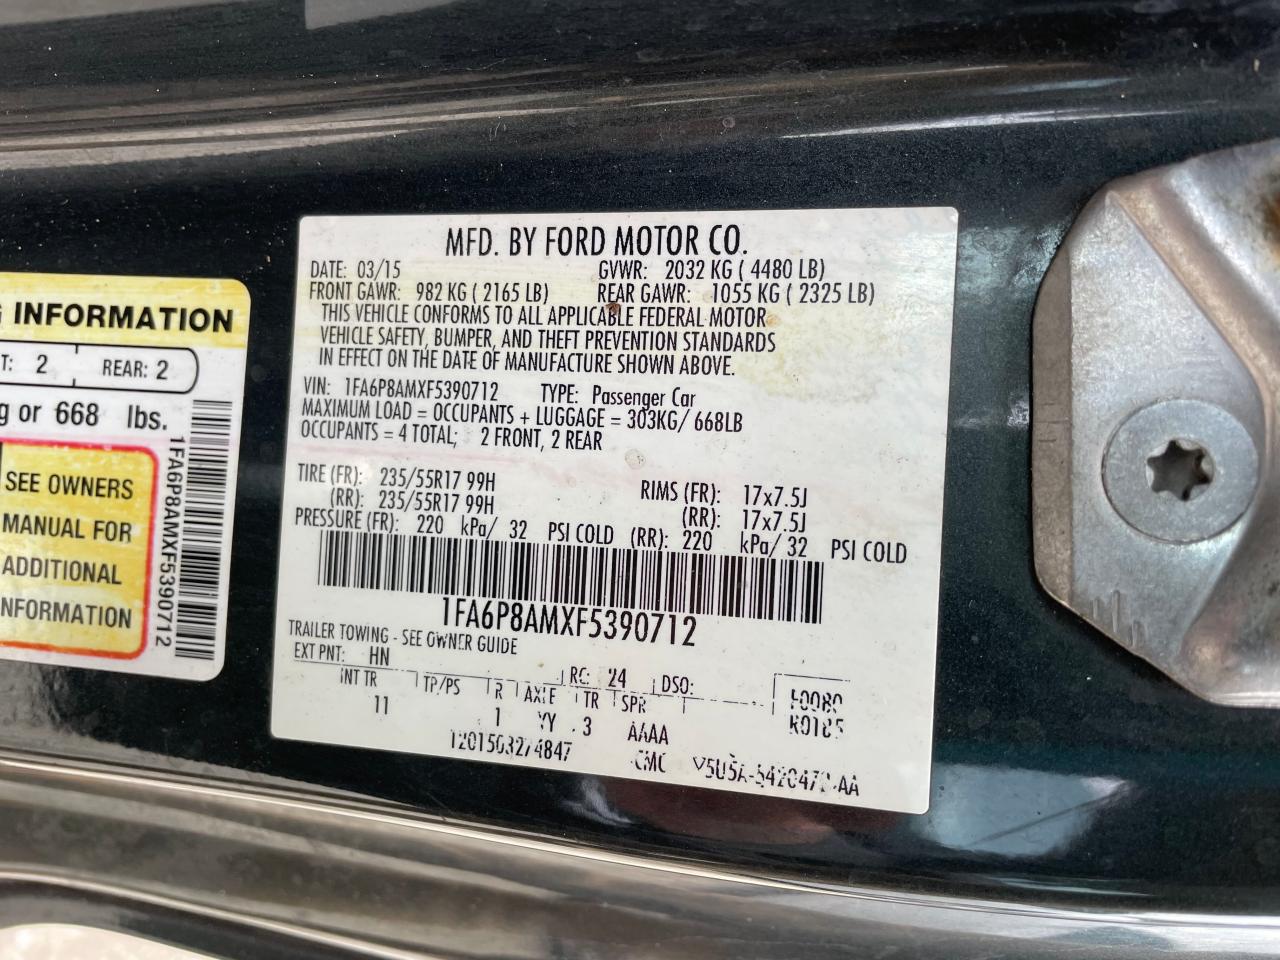 G INFORMATION
T: 2 REAR: 2
g or 668 lbs.
SEE OWNERS
MANUAL FOR
ADDITIONAL
NFORMATION
1FA6P8AMXF5390712
MFD. BY FORD MOTOR CO.
DATE: 03/15 GVWR: 2032 KG ( 4480 LB)
FRONT GAWR: 982 KG ( 2165 LB) REAR GAWR: 1055 KG ( 2325 LB)
THIS VEHICLE CONFORMS TO ALL APPLICABLE FEDERAL MOTOR
VEHICLE SAFETY, BUMPER, AND THEFT PREVENTION STANDARDS
IN EFFECT ON THE DATE OF MANUFACTURE SHOWN ABOVE.
VIN: 1FA6P8AMXF5390712 TYPE: Passenger Car
MAXIMUM LOAD = OCCUPANTS + LUGGAGE = 303KG/ 668LB
OCCUPANTS = 4 TOTAL; 2 FRONT, 2 REAR
TIRE (FR): 235/55R17 99H RIMS (FR): 17x7.5J
(RR): 235/55R17 99H (RR): 17x7.5J
PRESSURE (FR): 220 kPa/ 32 PSI COLD (RR): 220 kPa/ 32 PSI COLD
1FA6P8AMXF5390712
TRAILER TOWING - SEE OWNER GUIDE
EXT PNT: HN RC: 24 DSO:
INT TR TP/PS R AXLE TR SPR
11 1 YY 3 AAAA
R0185